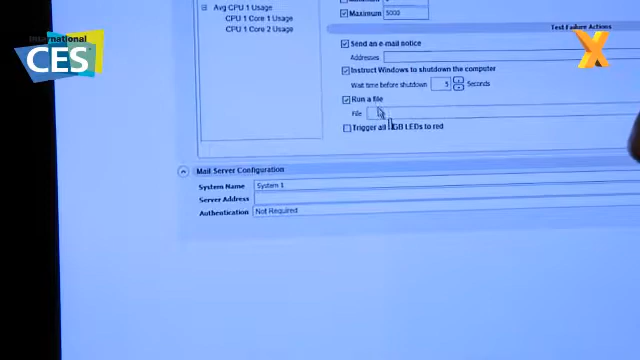 International
CES
X
Avg CPU 1 Usage
CPU 1 Core 1 Usage
CPU 1 Core 2 Usage
Maximum 5000
Test Failure Actions
Send an e-mail notice
Addresses
Instruct Windows to shutdown the computer
Wait time before shutdown 5 Seconds
Run a file
File
Trigger all GB LEDs to red
Mail Server Configuration
System Name System 1
Server Address
Authentication Not Required